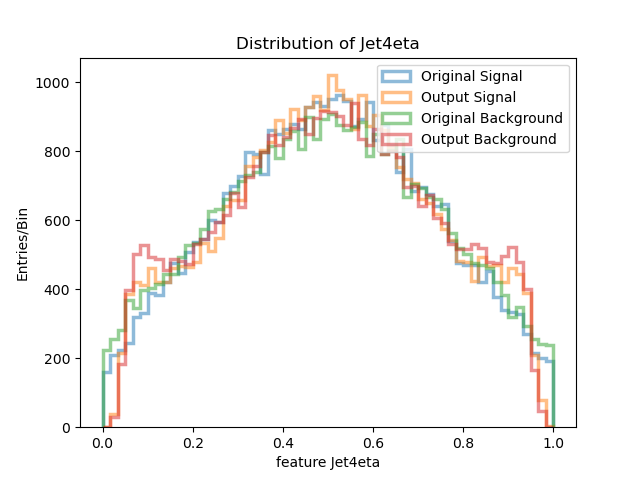 Distribution of Jet4eta
Original Signal
Output Signal
Original Background
Output Background
Entries/Bin
1000
800
600
400
200
0
0.0 0.2 0.4 0.6 0.8 1.0
feature Jet4eta